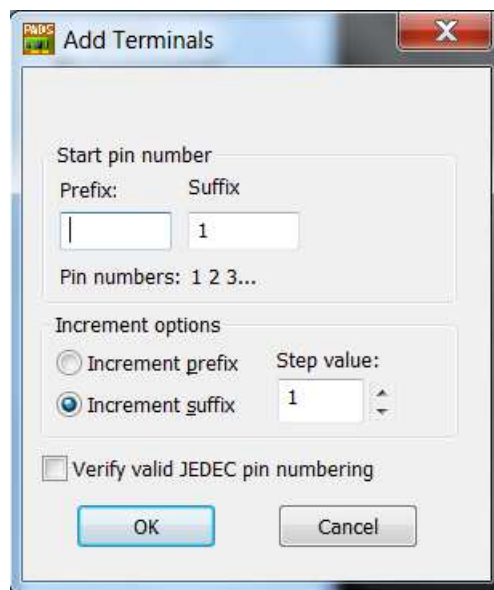 PADS
Add Terminals
X
Start pin number
Prefix: Suffix
1
Pin numbers: 1 2 3...
Increment options
Increment prefix Step value:
Increment suffix 1
Verify valid JEDEC pin numbering
OK Cancel